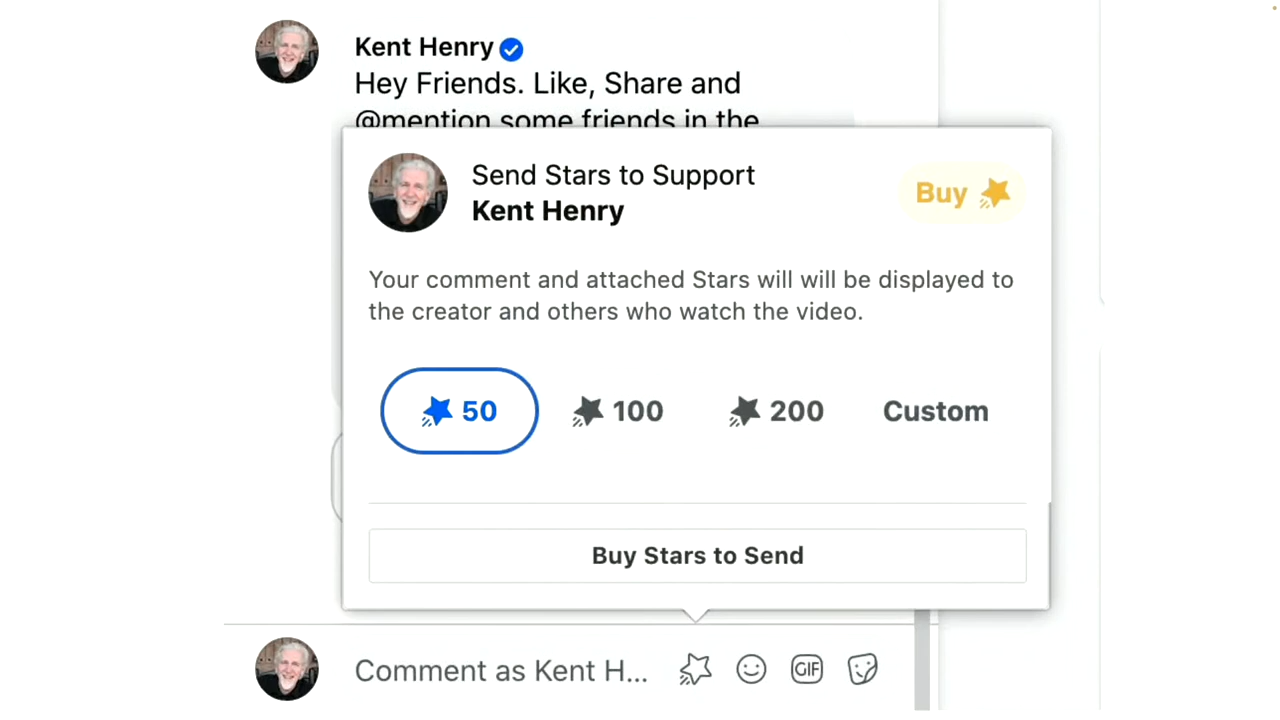 Kent Henry
Hey Friends. Like, Share and
@mention some friends in the
Send Stars to Support
Kent Henry
Buy
Your comment and attached Stars will will be displayed to
the creator and others who watch the video.
50 100 200 Custom
Buy Stars to Send
Comment as Kent H... GIF